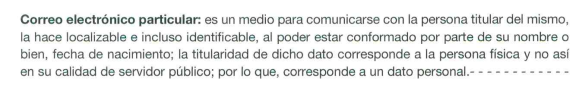 Correo electrónico particular: es un medio para comunicarse con la persona titular del mismo,
la hace localizable e incluso identificable, al poder estar conformado por parte de su nombre o
bien, fecha de nacimiento; la titularidad de dicho dato corresponde a la persona física y no así
en su calidad de servidor público; por lo que, corresponde a un dato personal.- - - - - - - - - - - -